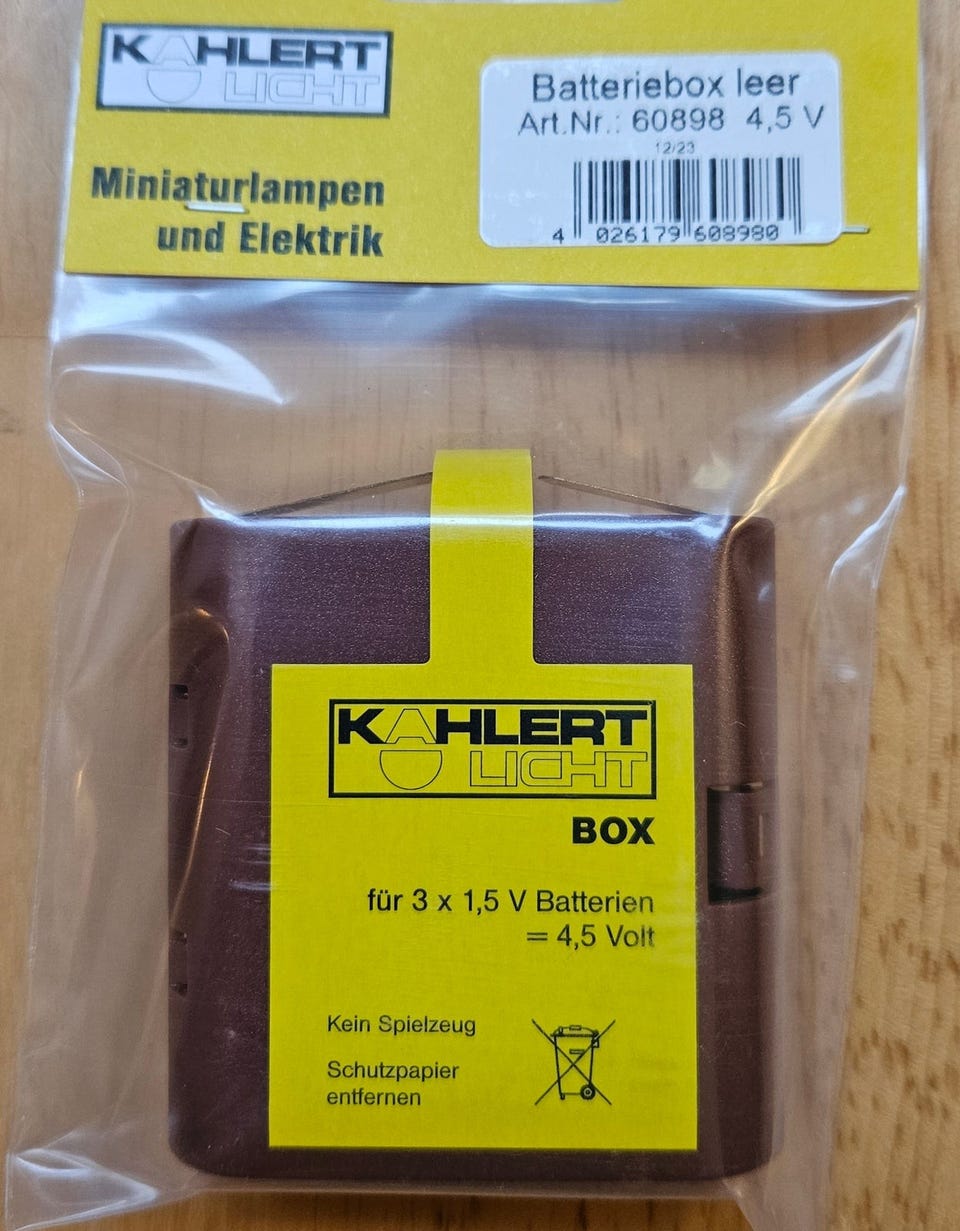 KAHLERT
LICHT
Miniaturlampen
und Elektrik
Batteriebox leer
Art.Nr.: 60898 4,5 V
12/23
4 026179 608980
KAHLERT
LICHT
BOX
für 3 x 1,5 V Batterien
= 4,5 Volt
Kein Spielzeug
Schutzpapier
entfernen